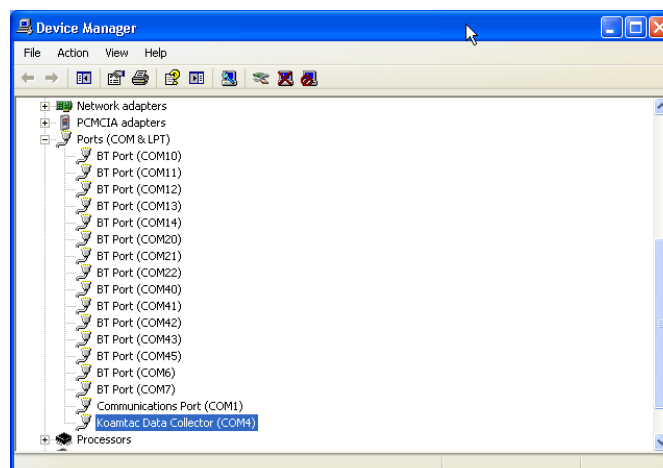 Device Manager
File Action View Help
Network adapters
PCMCIA adapters
Ports (COM & LPT)
BT Port (COM10)
BT Port (COM11)
BT Port (COM12)
BT Port (COM13)
BT Port (COM14)
BT Port (COM20)
BT Port (COM21)
BT Port (COM22)
BT Port (COM40)
BT Port (COM41)
BT Port (COM42)
BT Port (COM43)
BT Port (COM45)
BT Port (COM6)
BT Port (COM7)
Communications Port (COM1)
Koamtac Data Collector (COM4)
Processors